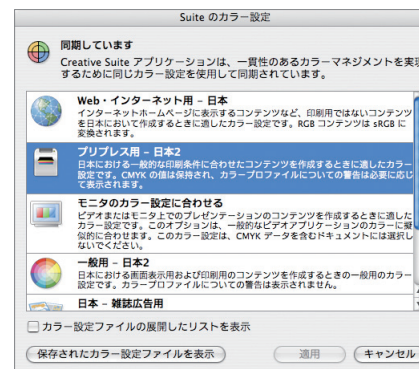 Suite のカラー設定
同期しています
Creative Suite アプリケーションは、一貫性のあるカラーマネジメントを実現
するために同じカラー設定を使用して同期されています。
Web・インターネット用 – 日本
インターネットホームページに表示するコンテンツなど、印刷用ではないコンテンツ
を日本において作成するときに適したカラー設定です。RGB コンテンツは sRGB に
変換されます。
プリプレス用 – 日本2
日本における一般的な印刷条件に合わせたコンテンツを作成するときに適したカラー
設定です。CMYK の値は保持され、カラープロファイルについての警告は必要に応じ
て表示されます。
モニタのカラー設定に合わせる
ビデオまたはモニタ上でのプレゼンテーションのコンテンツを作成するときに適した
カラー設定です。このオプションは、一般的なビデオアプリケーションのカラーに擬
似的に合わせます。このカラー設定は、CMYK データを含むドキュメントには選択し
ないでください。
一般用 – 日本2
日本における画面表示用および印刷用のコンテンツを作成するときの一般用のカラー
設定です。カラープロファイルについての警告は表示されません。
日本 – 雑誌広告用
カラー設定ファイルの展開したリストを表示
保存されたカラー設定ファイルを表示
適用
キャンセル